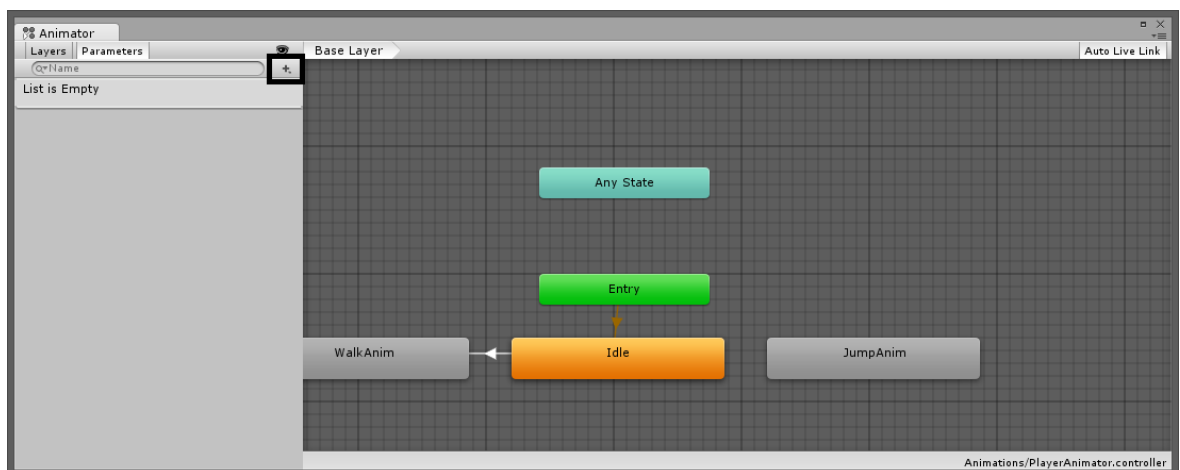 Animator
Layers Parameters
Name
+
List is Empty
Base Layer
Auto Live Link
Any State
Entry
WalkAnim
Idle
JumpAnim
Animations/PlayerAnimator.controller